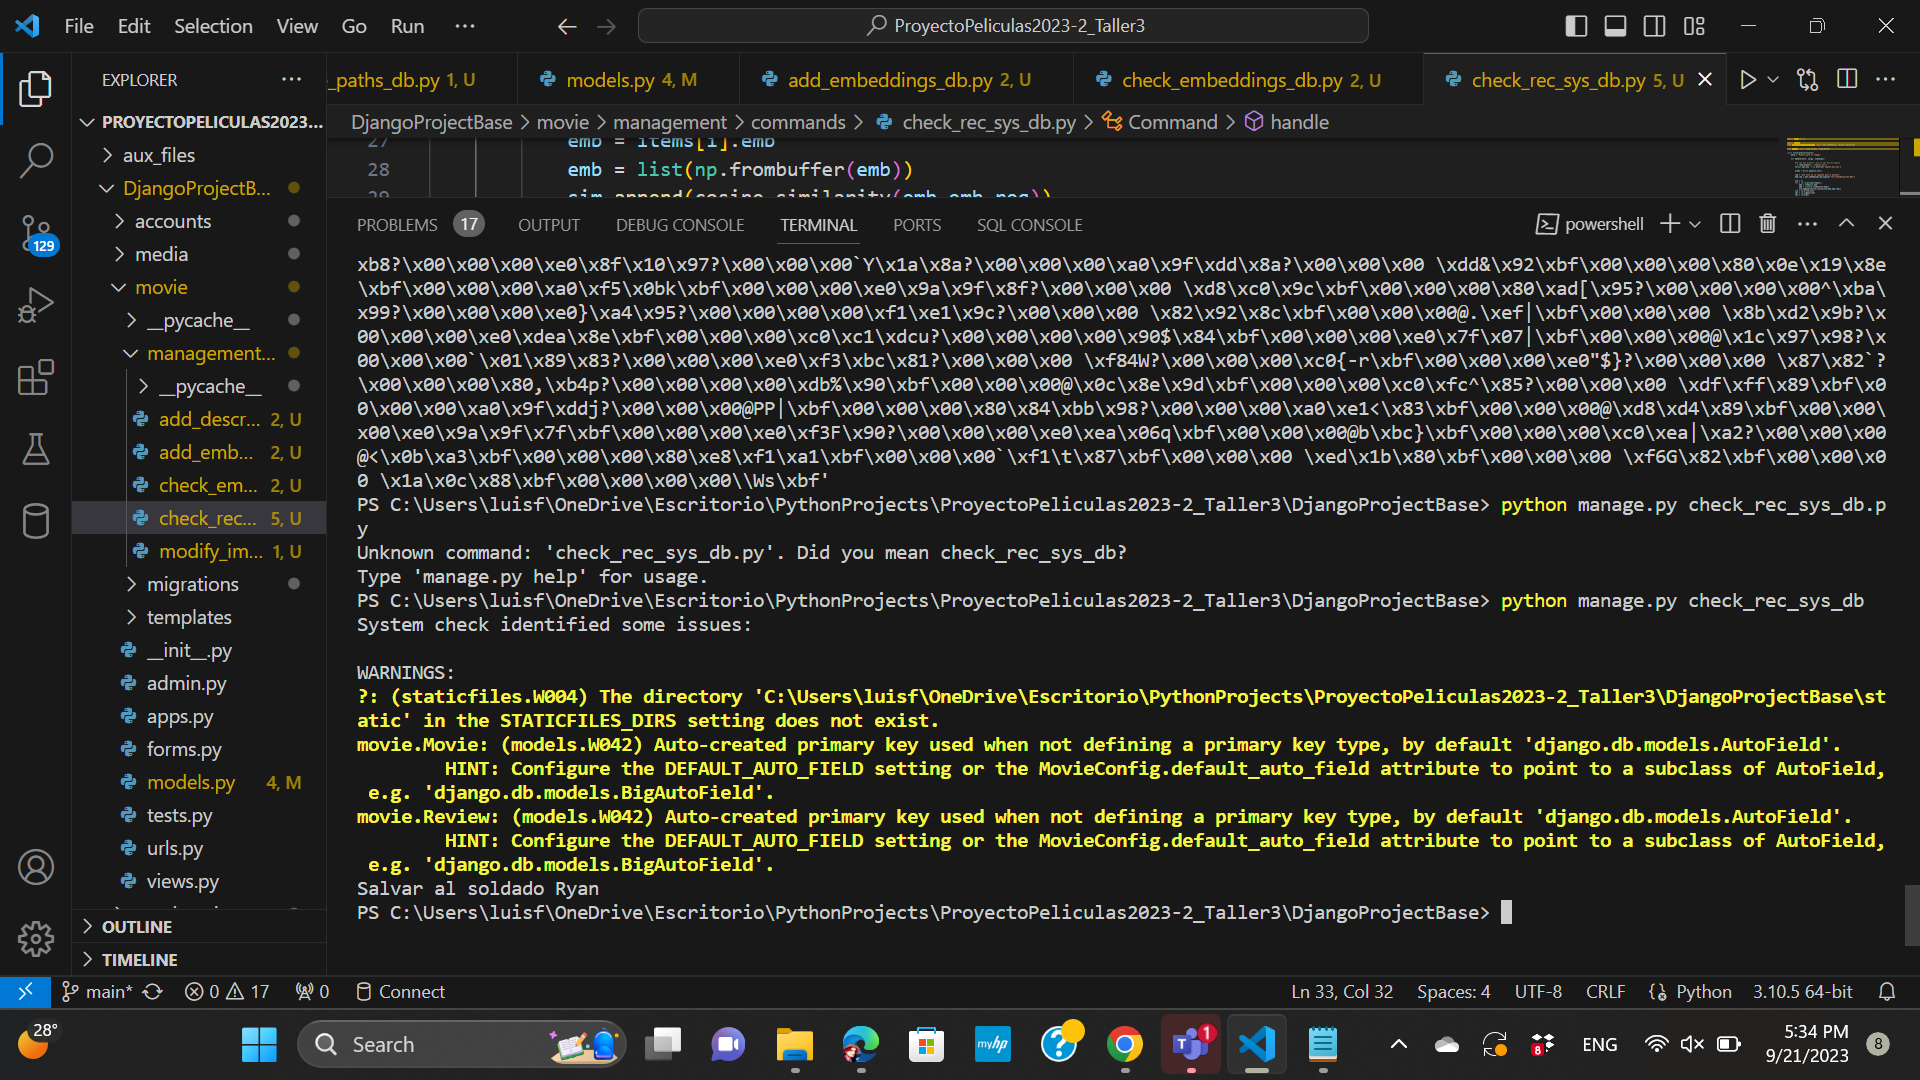 File Edit Selection View Go Run ···
ProyectoPeliculas2023-2_Taller3
EXPLORER ···
_paths_db.py 1, U
models.py 4, M
add_embeddings_db.py 2, U
check_embeddings_db.py 2, U
check_rec_sys_db.py 5, U
DjangoProjectBase > movie > management > commands > check_rec_sys_db.py > Command > handle
27 emb = items[i].emb
28 emb = list(np.frombuffer(emb))
29 sim.append(cosine_similarity(emb,emb_req))
PROYECTOPELICULAS2023...
aux_files
DjangoProjectB...
accounts
media
movie
__pycache__
management...
__pycache__
add_descr... 2, U
add_emb... 2, U
check_em... 2, U
check_rec... 5, U
modify_im... 1, U
migrations
templates
__init__.py
admin.py
apps.py
forms.py
models.py 4, M
tests.py
urls.py
views.py
OUTLINE
TIMELINE
129
PROBLEMS 17 OUTPUT DEBUG CONSOLE TERMINAL PORTS SQL CONSOLE
powershell
xb8?\x00\x00\x00\xe0\x8f\x10\x97?\x00\x00\x00`Y\x1a\x8a?\x00\x00\x00\xa0\x9f\xdd\x8a?\x00\x00\x00 \xdd&\x92\xbf\x00\x00\x00\x80\x0e\x19\x8e
\xbf\x00\x00\x00\xa0\xf5\x0bk\xbf\x00\x00\x00\xe0\x9a\x9f\x8f?\x00\x00\x00 \xd8\xc0\x9c\xbf\x00\x00\x00\x80\xad[\x95?\x00\x00\x00\x00^\xba\
x99?\x00\x00\x00\xe0}\xa4\x95?\x00\x00\x00\x00\xf1\xe1\x9c?\x00\x00\x00 \x82\x92\x8c\xbf\x00\x00\x00@.\xef|\xbf\x00\x00\x00 \x8b\xd2\x9b?\x
00\x00\x00\xe0\xdea\x8e\xbf\x00\x00\x00\xc0\xc1\xdcu?\x00\x00\x00\x90$\x84\xbf\x00\x00\x00\xe0\x7f\x07|\xbf\x00\x00\x00@\x1c\x97\x98?\x
00\x00\x00`\x01\x89\x83?\x00\x00\x00\xe0\xf3\xbc\x81?\x00\x00\x00 \xf84W?\x00\x00\x00\xc0{-r\xbf\x00\x00\x00\xe0"$}?\x00\x00\x00 \x87\x82`?
\x00\x00\x00\x80,\xb4p?\x00\x00\x00\x00\xdb%\x90\xbf\x00\x00\x00@\x0c\x8e\x9d\xbf\x00\x00\x00\xc0\xfc^\x85?\x00\x00\x00 \xdf\xff\x89\xbf\x0
0\x00\x00\xa0\x9f\xddj?\x00\x00\x00@PP|\xbf\x00\x00\x00\x80\x84\xbb\x98?\x00\x00\x00\xa0\xe1<\x83\xbf\x00\x00\x00@\xd8\xd4\x89\xbf\x00\x00\
x00\xe0\x9a\x9f\x7f\xbf\x00\x00\x00\xe0\xf3F\x90?\x00\x00\x00\xe0\xea\x06q\xbf\x00\x00\x00@b\xbc}\xbf\x00\x00\x00\xc0\xea|\xa2?\x00\x00\x00
@<\x0b\xa3\xbf\x00\x00\x00\x80\xe8\xf1\xa1\xbf\x00\x00\x00`\xf1\t\x87\xbf\x00\x00\x00 \xed\x1b\x80\xbf\x00\x00\x00 \xf6G\x82\xbf\x00\x00\x0
0 \x1a\x0c\x88\xbf\x00\x00\x00\x00\\Ws\xbf'
PS C:\Users\luisf\OneDrive\Escritorio\PythonProjects\ProyectoPeliculas2023-2_Taller3\DjangoProjectBase> python manage.py check_rec_sys_db.p
y
Unknown command: 'check_rec_sys_db.py'. Did you mean check_rec_sys_db?
Type 'manage.py help' for usage.
PS C:\Users\luisf\OneDrive\Escritorio\PythonProjects\ProyectoPeliculas2023-2_Taller3\DjangoProjectBase> python manage.py check_rec_sys_db
System check identified some issues:
WARNINGS:
?: (staticfiles.W004) The directory 'C:\Users\luisf\OneDrive\Escritorio\PythonProjects\ProyectoPeliculas2023-2_Taller3\DjangoProjectBase\st
atic' in the STATICFILES_DIRS setting does not exist.
movie.Movie: (models.W042) Auto-created primary key used when not defining a primary key type, by default 'django.db.models.AutoField'.
HINT: Configure the DEFAULT_AUTO_FIELD setting or the MovieConfig.default_auto_field attribute to point to a subclass of AutoField,
e.g. 'django.db.models.BigAutoField'.
movie.Review: (models.W042) Auto-created primary key used when not defining a primary key type, by default 'django.db.models.AutoField'.
HINT: Configure the DEFAULT_AUTO_FIELD setting or the MovieConfig.default_auto_field attribute to point to a subclass of AutoField,
e.g. 'django.db.models.BigAutoField'.
Salvar al soldado Ryan
PS C:\Users\luisf\OneDrive\Escritorio\PythonProjects\ProyectoPeliculas2023-2_Taller3\DjangoProjectBase>
main* 0 17 0 Connect
Ln 33, Col 32 Spaces: 4 UTF-8 CRLF Python 3.10.5 64-bit
28°
Search
myhp
1
8
ENG
5:34 PM
9/21/2023
8